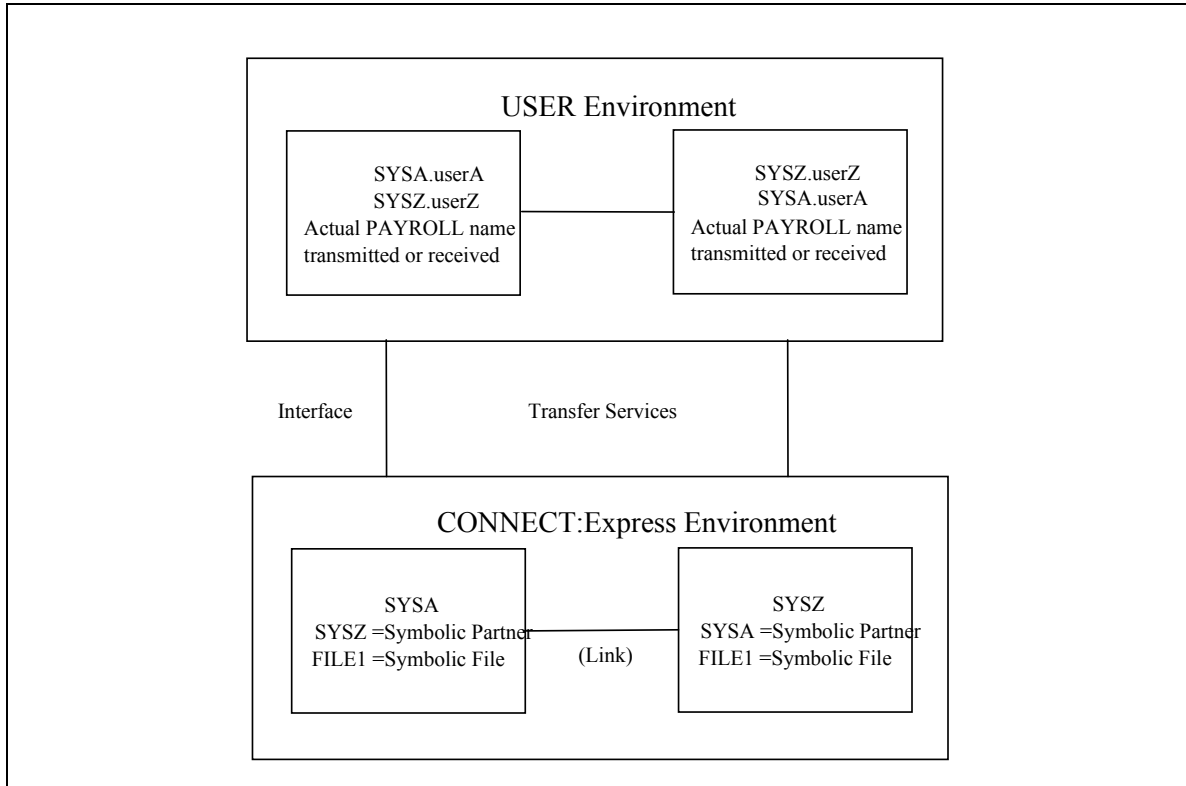 USER Environment
SYSA.userA
SYSZ.userZ
Actual PAYROLL name
transmitted or received
SYSZ.userZ
SYSA.userA
Actual PAYROLL name
transmitted or received
Interface
Transfer Services
CONNECT:Express Environment
SYSA
SYSZ =Symbolic Partner
FILE1 =Symbolic File
(Link)
SYSZ
SYSA =Symbolic Partner
FILE1 =Symbolic File